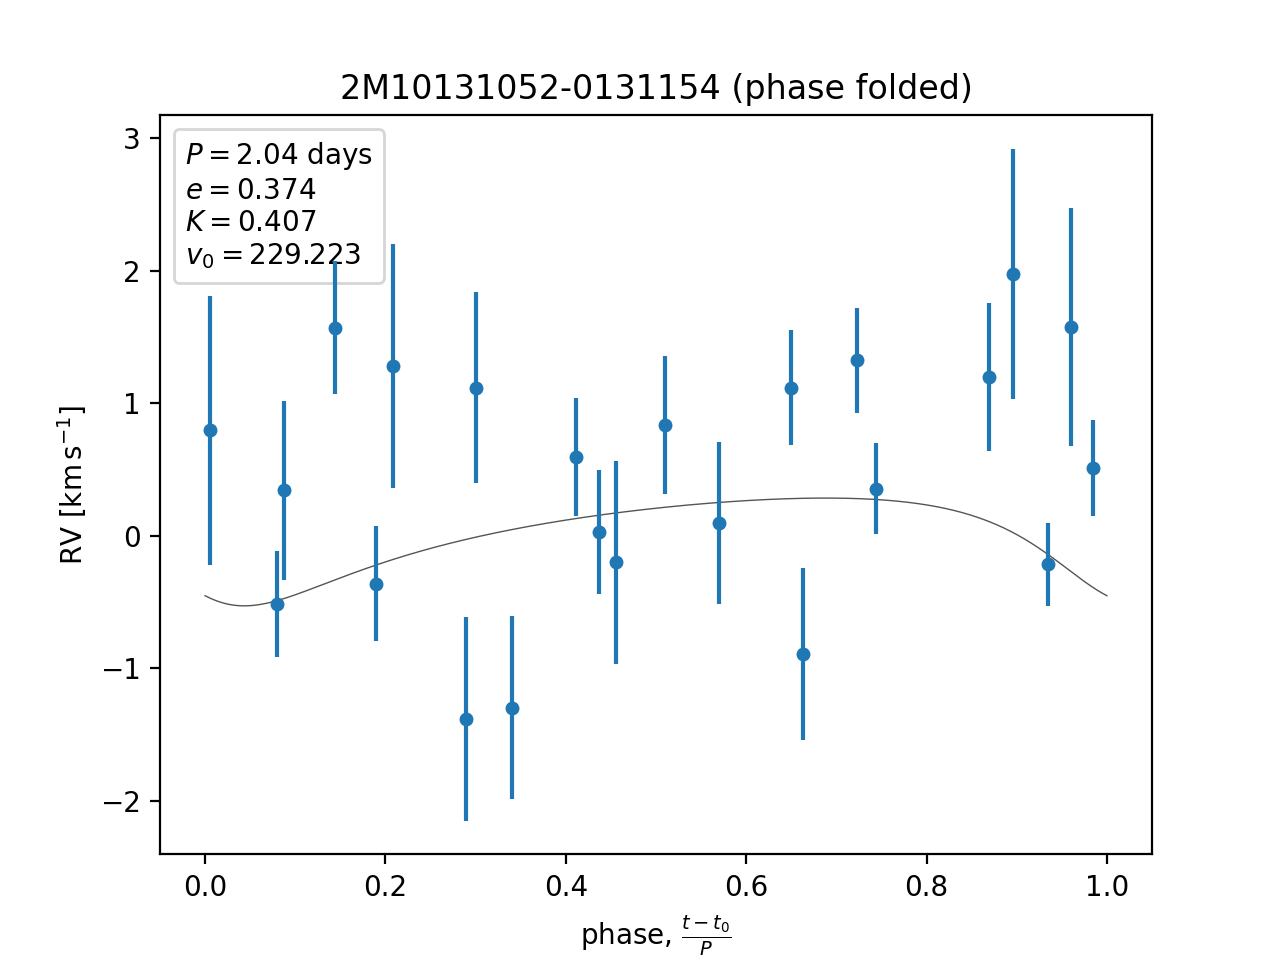 2M10131052-0131154 (phase folded)
P = 2.04 days
e = 0.374
K = 0.407
v₀ = 229.223
3
2
1
0
−1
−2
RV [km s⁻¹]
0.0 0.2 0.4 0.6 0.8 1.0
phase, (t − t₀)/P